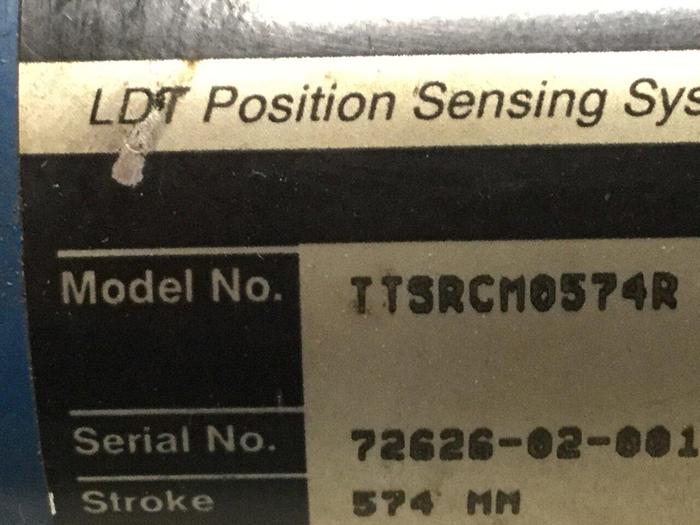 LDT Position Sensing Sys
Model No. TTSRCM0574R
Serial No. 72626-02-001
Stroke 574 MM